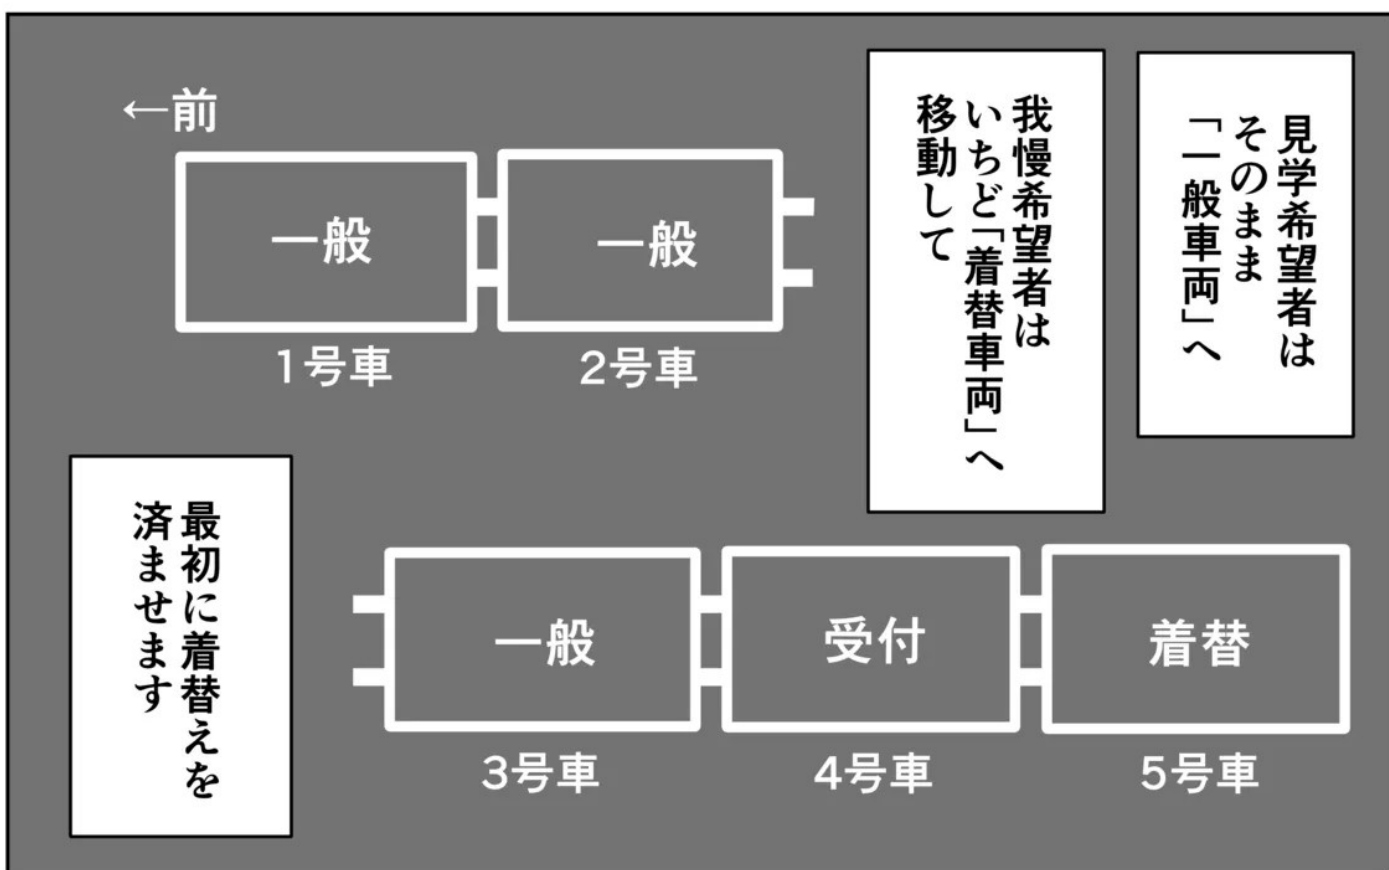 見学希望者は
そのまま
「一般車両」へ
我慢希望者は
いちど「着替車両」へ
移動して
←前
一般
一般
1号車
2号車
最初に着替えを
済ませます
一般
受付
着替
3号車
4号車
5号車